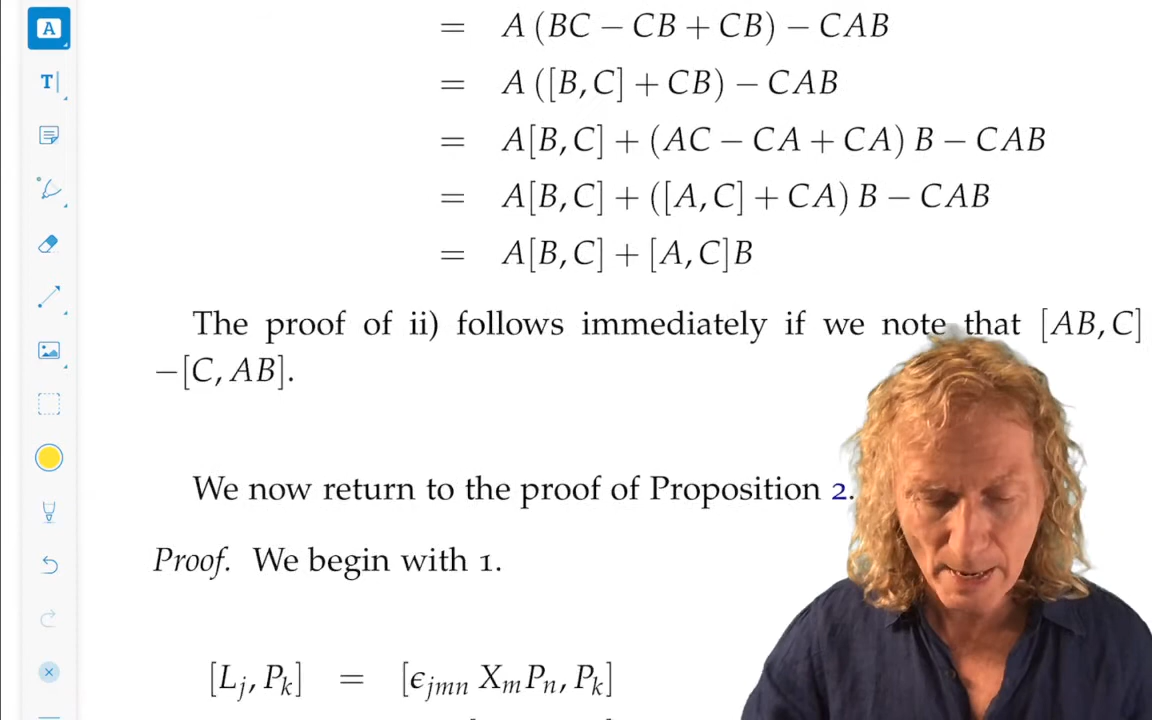 = A (BC − CB + CB) − CAB
= A ([B, C] + CB) − CAB
= A[B, C] + (AC − CA + CA) B − CAB
= A[B, C] + ([A, C] + CA) B − CAB
= A[B, C] + [A, C]B
The proof of ii) follows immediately if we note that [AB, C]
−[C, AB].
We now return to the proof of Proposition 2.
Proof. We begin with 1.
[L_j, P_k] = [ϵ_{jmn} X_m P_n, P_k]